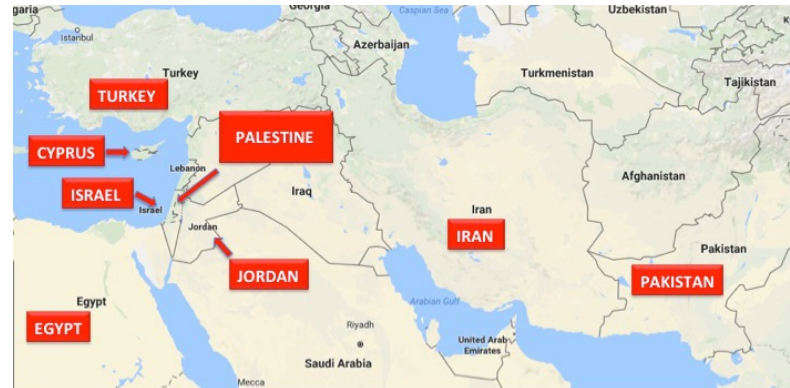 garia
Georgia
Caspian Sea
Uzbekistan
Istanbul
Azerbaijan
Turkey
Turkmenistan
Tajikistan
TURKEY
PALESTINE
CYPRUS
Lebanon
Afghanistan
ISRAEL
Israel
Iraq
Iran
Jordan
IRAN
Pakistan
JORDAN
PAKISTAN
Egypt
Arabian Gulf
EGYPT
Riyadh
United Arab
Emirates
Saudi Arabia
Mecca